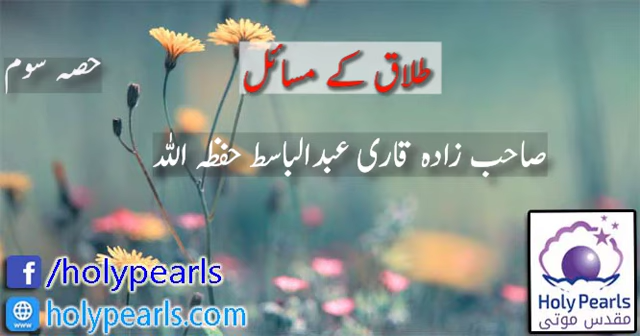 طلاق کے مسائل
حصہ سوم
صاحب زادہ قاری عبدالباسط حفظہ اللہ
f/holypearls
holypearls.com
Holy Pearls
مقدس موتی